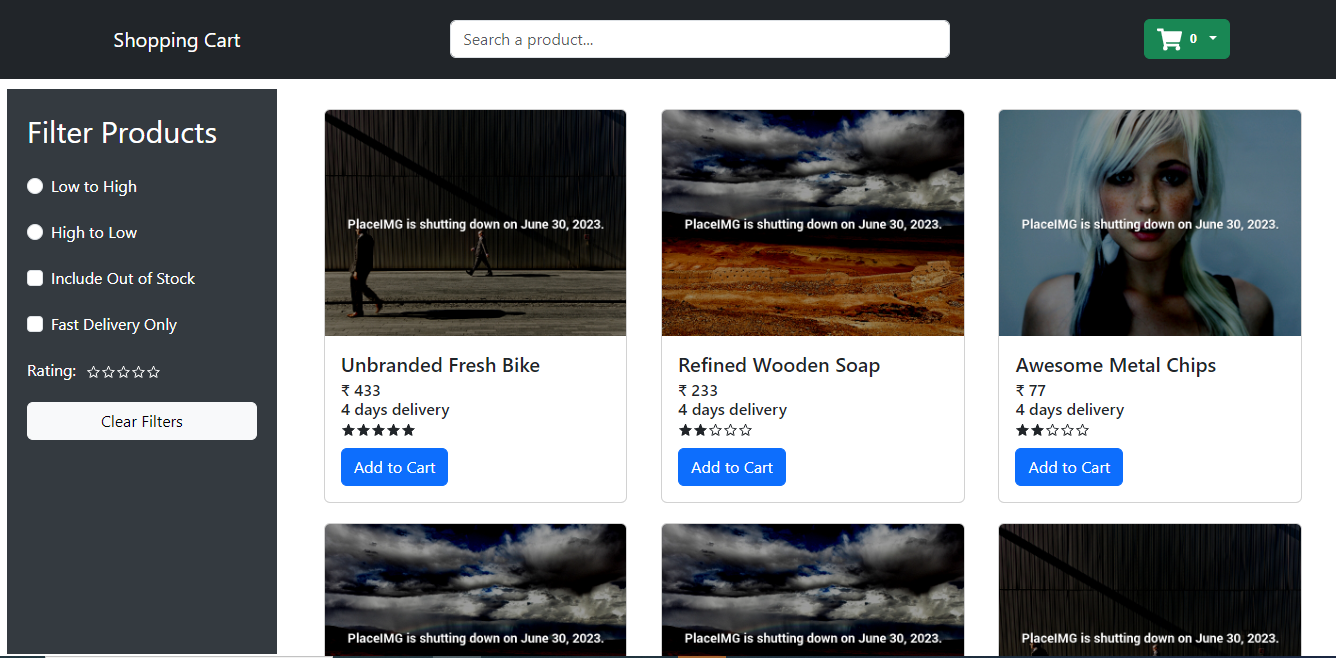 Shopping Cart
Search a product...
0
Filter Products
Low to High
High to Low
Include Out of Stock
Fast Delivery Only
Rating:
Clear Filters
PlaceIMG is shutting down on June 30, 2023.
Unbranded Fresh Bike
₹ 433
4 days delivery
Add to Cart
PlaceIMG is shutting down on June 30, 2023.
Refined Wooden Soap
₹ 233
4 days delivery
Add to Cart
PlaceIMG is shutting down on June 30, 2023.
Awesome Metal Chips
₹ 77
4 days delivery
Add to Cart
PlaceIMG is shutting down on June 30, 2023.
PlaceIMG is shutting down on June 30, 2023.
PlaceIMG is shutting down on June 30, 2023.